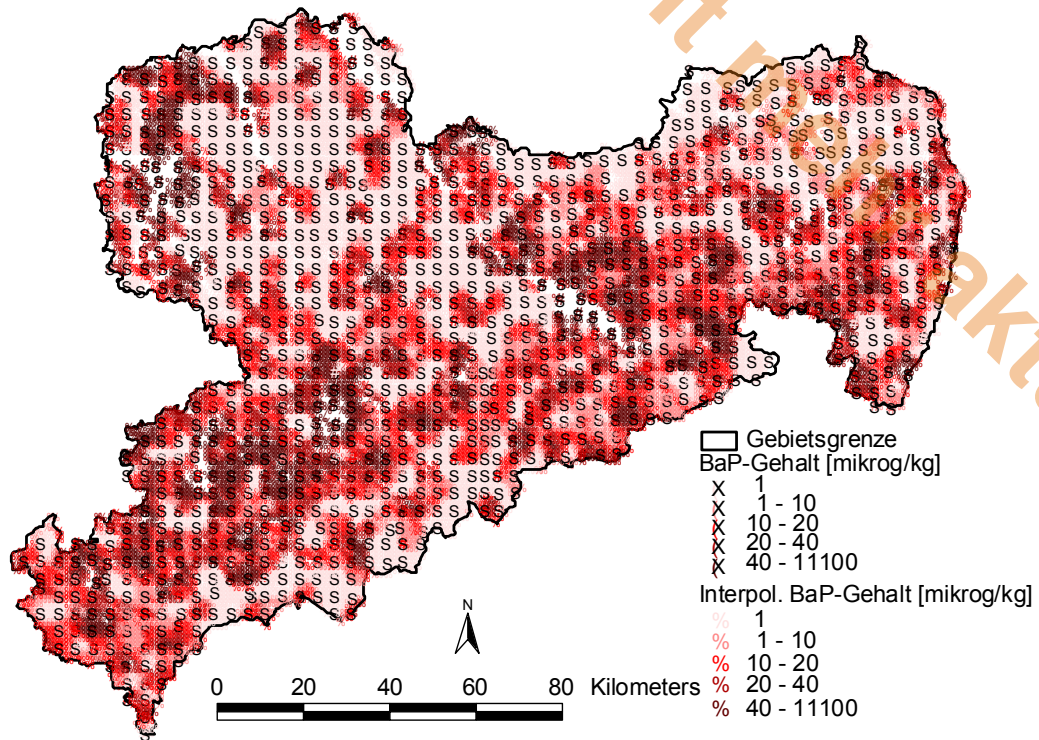 Gebietsgrenze
BaP-Gehalt [mikrog/kg]
X 1
X 1 - 10
X 10 - 20
X 20 - 40
X 40 - 11100
Interpol. BaP-Gehalt [mikrog/kg]
% 1
% 1 - 10
% 10 - 20
% 20 - 40
% 40 - 11100
N
0 20 40 60 80 Kilometers